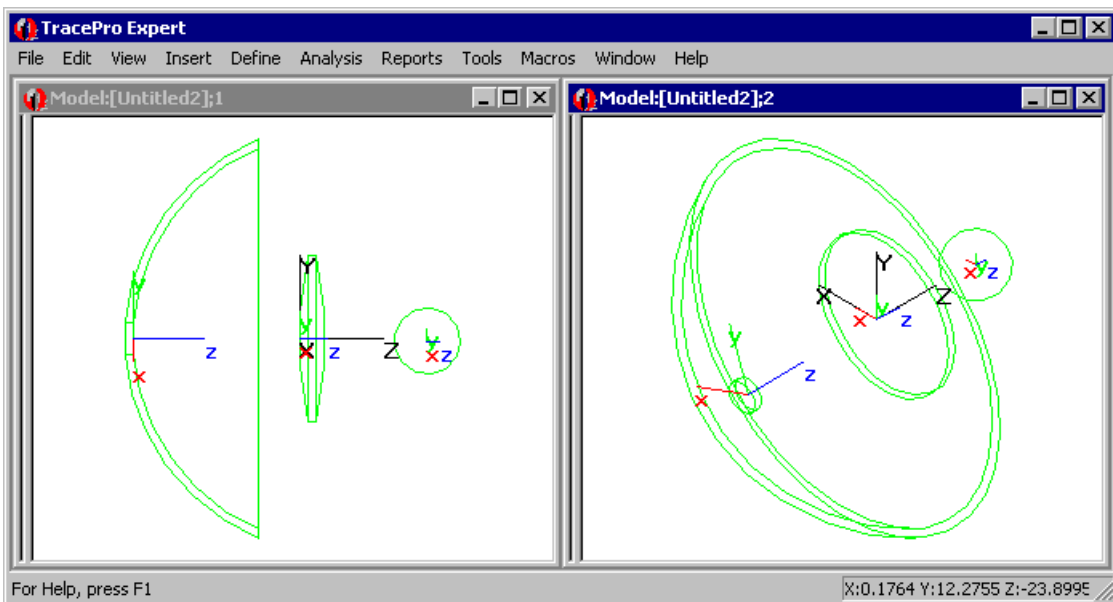 TracePro Expert
File Edit View Insert Define Analysis Reports Tools Macros Window Help
Model:[Untitled2];1
Model:[Untitled2];2
Y
y
z
x
Y
y
X
x
z
Z
y
x
z
Y
X
Z
y
x
z
y
x
z
y
x
z
For Help, press F1
X:0.1764 Y:12.2755 Z:-23.8995